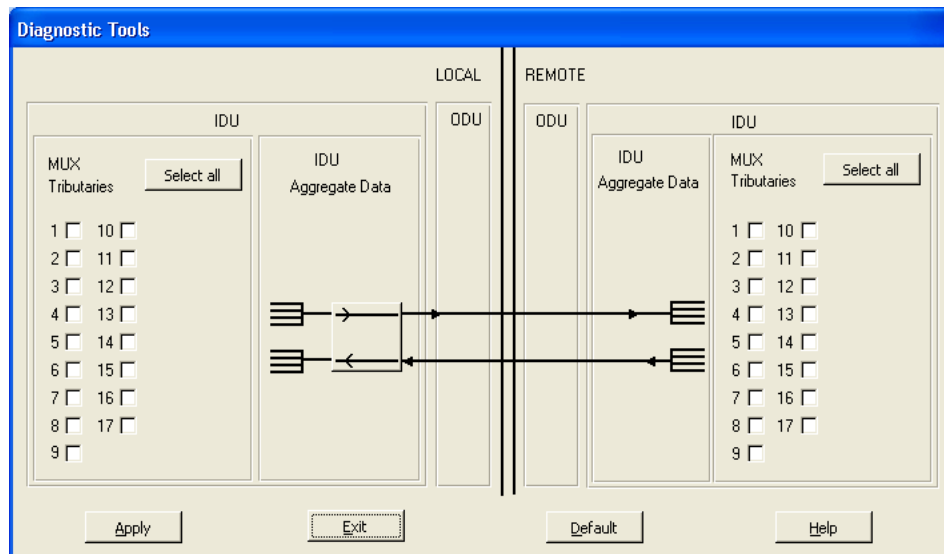 Diagnostic Tools
LOCAL REMOTE
IDU ODU ODU IDU
MUX Tributaries Select all
IDU Aggregate Data
1 10
2 11
3 12
4 13
5 14
6 15
7 16
8 17
9
IDU Aggregate Data
MUX Tributaries Select all
1 10
2 11
3 12
4 13
5 14
6 15
7 16
8 17
9
Apply Exit Default Help